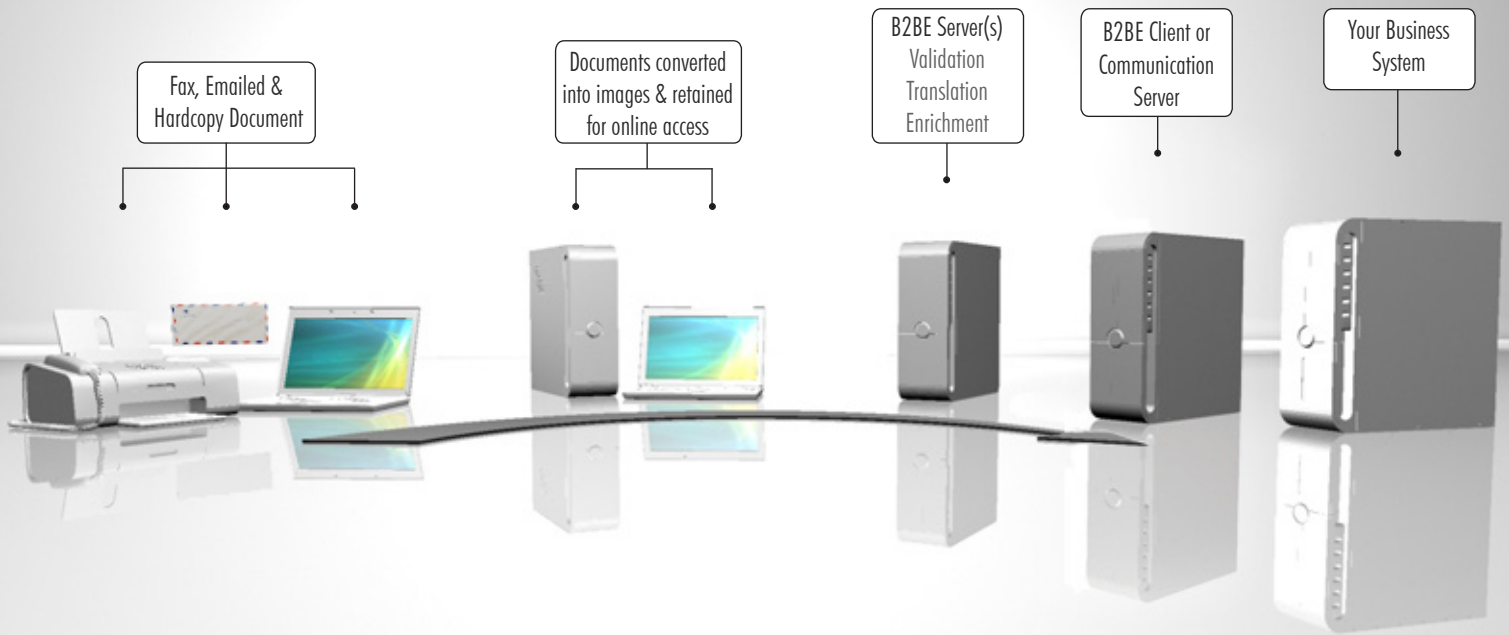 Fax, Emailed &
Hardcopy Document
Documents converted
into images & retained
for online access
B2BE Server(s)
Validation
Translation
Enrichment
B2BE Client or
Communication
Server
Your Business
System